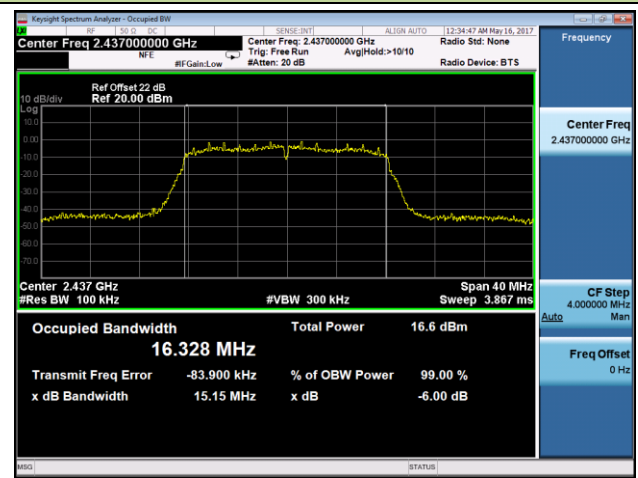 Keysight Spectrum Analyzer - Occupied BW
RF 50 Ω DC SENSE:INT ALIGN AUTO 12:34:47 AM May 16, 2017
Center Freq 2.437000000 GHz Center Freq: 2.437000000 GHz Radio Std: None Frequency
NFE Trig: Free Run Avg|Hold:>10/10
#IFGain:Low #Atten: 20 dB Radio Device: BTS
Ref Offset 22 dB
10 dB/div Ref 20.00 dBm
Log
10.0
0.00
-10.0
-20.0
-30.0
-40.0
-50.0
-60.0
-70.0
Center 2.437 GHz Span 40 MHz
#Res BW 100 kHz #VBW 300 kHz Sweep 3.867 ms
Occupied Bandwidth Total Power 16.6 dBm
16.328 MHz
Transmit Freq Error -83.900 kHz % of OBW Power 99.00 %
x dB Bandwidth 15.15 MHz x dB -6.00 dB
Center Freq
2.437000000 GHz
CF Step
4.000000 MHz
Auto Man
Freq Offset
0 Hz
MSG STATUS